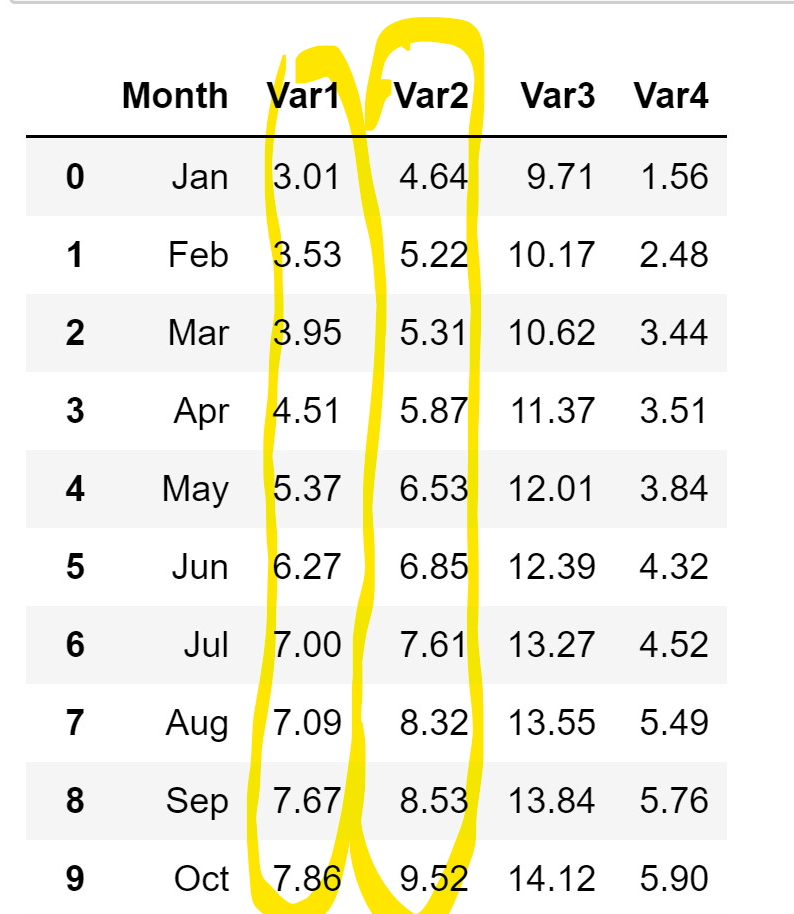 Month Var1 Var2 Var3 Var4
0 Jan 3.01 4.64 9.71 1.56
1 Feb 3.53 5.22 10.17 2.48
2 Mar 3.95 5.31 10.62 3.44
3 Apr 4.51 5.87 11.37 3.51
4 May 5.37 6.53 12.01 3.84
5 Jun 6.27 6.85 12.39 4.32
6 Jul 7.00 7.61 13.27 4.52
7 Aug 7.09 8.32 13.55 5.49
8 Sep 7.67 8.53 13.84 5.76
9 Oct 7.86 9.52 14.12 5.90